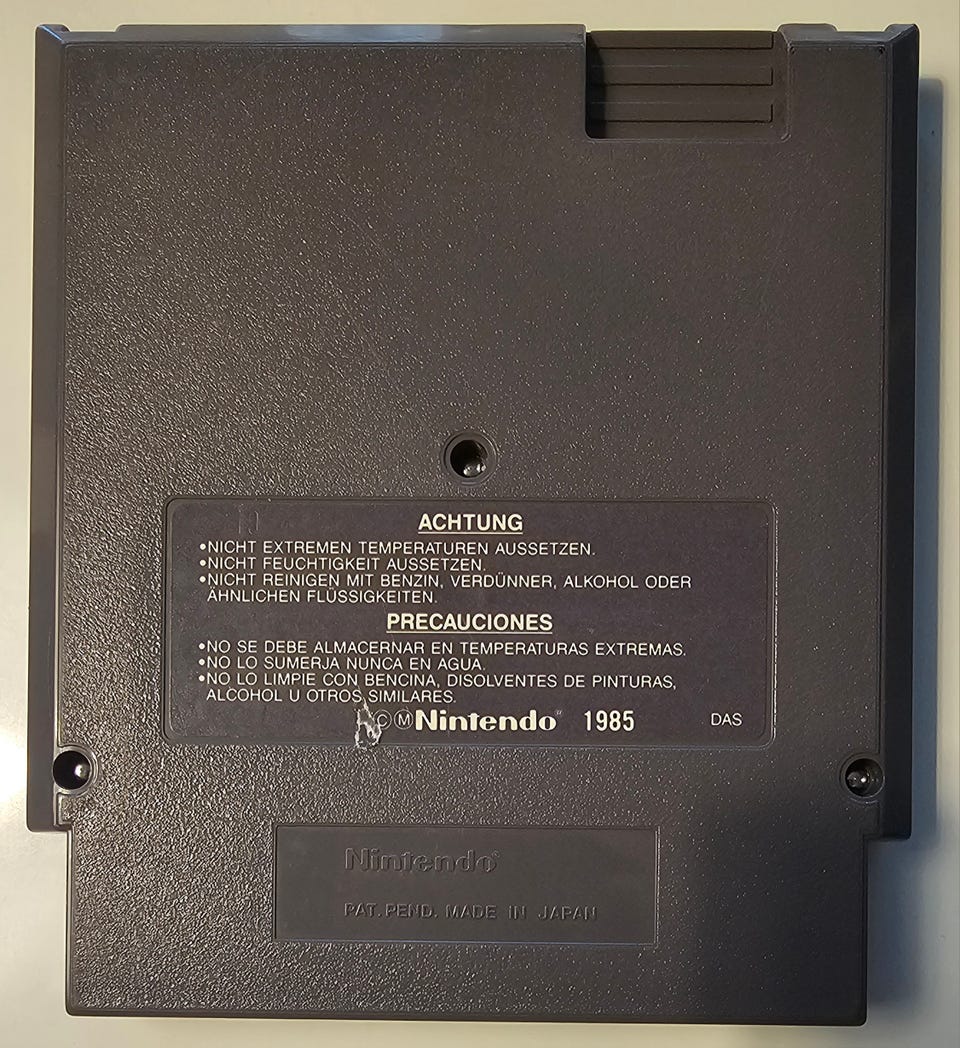 ACHTUNG
•NICHT EXTREMEN TEMPERATUREN AUSSETZEN.
•NICHT FEUCHTIGKEIT AUSSETZEN.
•NICHT REINIGEN MIT BENZIN, VERDÜNNER, ALKOHOL ODER
ÄHNLICHEN FLÜSSIGKEITEN.
PRECAUCIONES
•NO SE DEBE ALMACERNAR EN TEMPERATURAS EXTREMAS.
•NO LO SUMERJA NUNCA EN AGUA.
•NO LO LIMPIE CON BENCINA, DISOLVENTES DE PINTURAS,
ALCOHOL U OTROS SIMILARES.
ⒸⓂNintendo® 1985 DAS
Nintendo®
PAT. PEND. MADE IN JAPAN